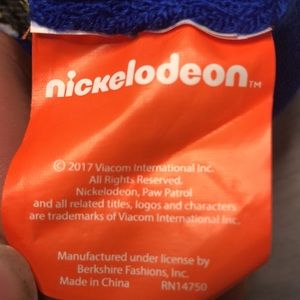 nickelodeon™
© 2017 Viacom International Inc.
All Rights Reserved.
Nickelodeon, Paw Patrol
and all related titles, logos and characters
are trademarks of Viacom International Inc.
Manufactured under license by
Berkshire Fashions, Inc.
Made in China RN14750